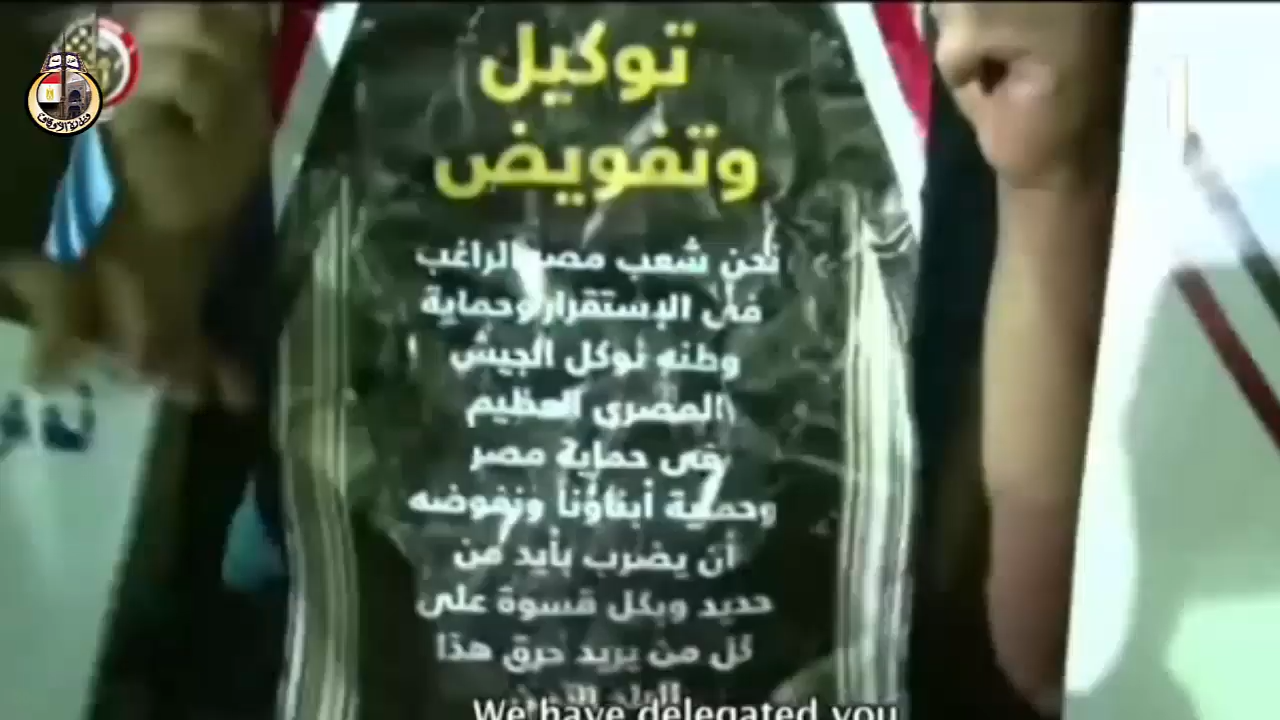 توكيل
وتفويض
نحن شعب مصر الراغب
فى الإستقرار وحماية
وطنه نوكل الجيش
المصرى العظيم
فى حماية مصر
وحماية أبناؤنا ونفوضه
أن يضرب بأيد من
حديد وبكل قسوة على
كل من يريد حرق هذا
We have delegated you